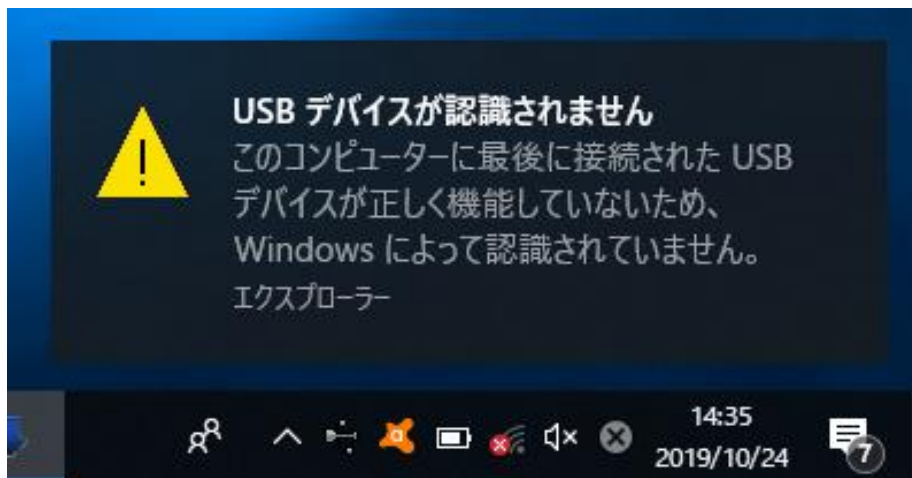 USB デバイスが認識されません
このコンピューターに最後に接続された USB
デバイスが正しく機能していないため、
Windows によって認識されていません。
エクスプローラー
14:35
2019/10/24
7